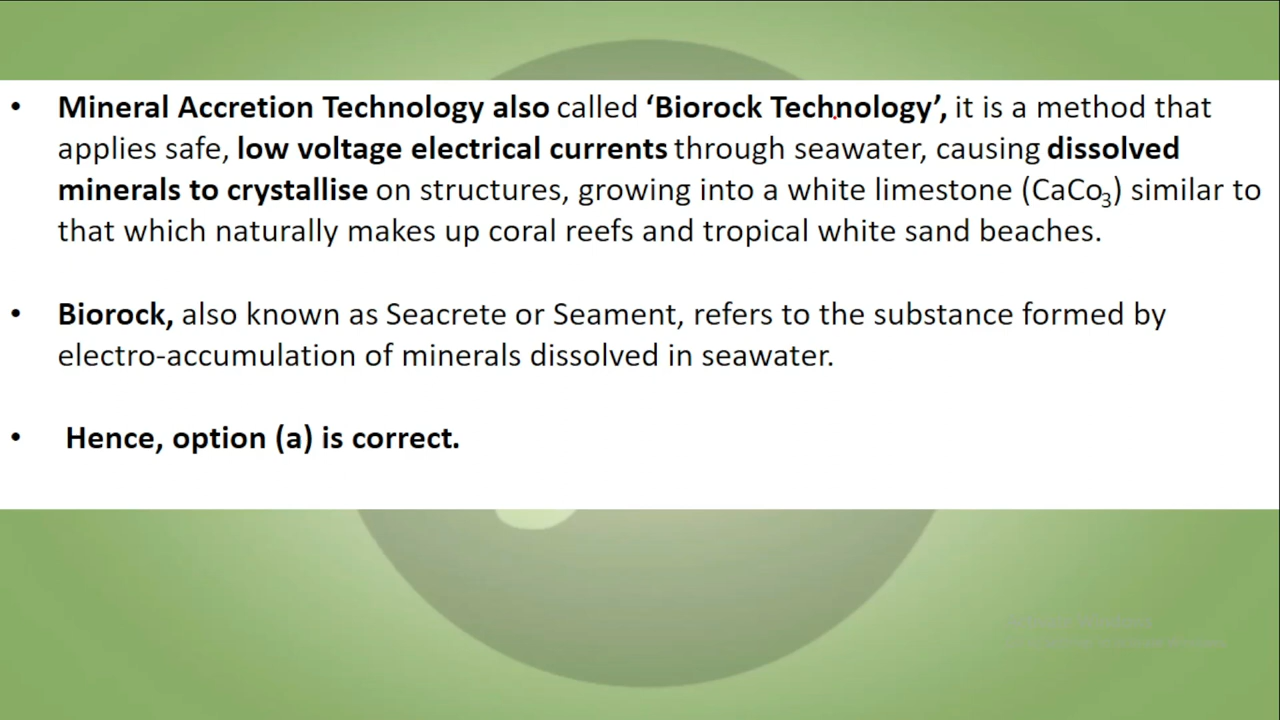 • Mineral Accretion Technology also called ‘Biorock Technology’, it is a method that
applies safe, low voltage electrical currents through seawater, causing dissolved
minerals to crystallise on structures, growing into a white limestone (CaCo₃) similar to
that which naturally makes up coral reefs and tropical white sand beaches.
• Biorock, also known as Seacrete or Seament, refers to the substance formed by
electro-accumulation of minerals dissolved in seawater.
• Hence, option (a) is correct.